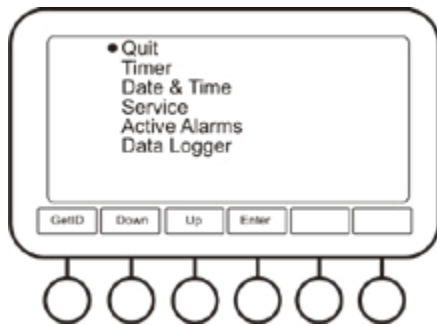 Quit
Timer
Date & Time
Service
Active Alarms
Data Logger
GetID Down Up Enter